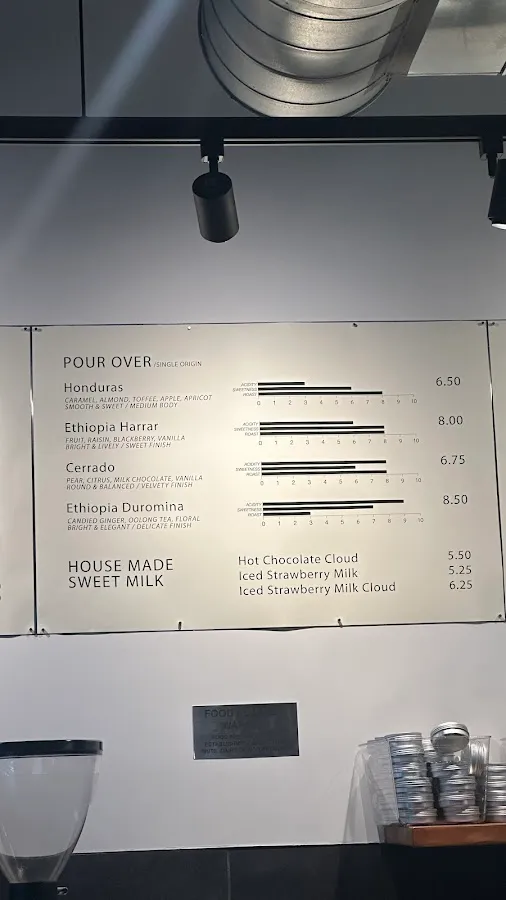 POUR OVER /SINGLE ORIGIN
Honduras 6.50
CARAMEL, ALMOND, TOFFEE, APPLE, APRICOT
SMOOTH & SWEET / MEDIUM BODY
ACIDITY
SWEETNESS
ROAST
0 1 2 3 4 5 6 7 8 9 10
Ethiopia Harrar 8.00
FRUIT, RAISIN, BLACKBERRY, VANILLA
BRIGHT & LIVELY / SWEET FINISH
ACIDITY
SWEETNESS
ROAST
0 1 2 3 4 5 6 7 8 9 10
Cerrado 6.75
PEAR, CITRUS, MILK CHOCOLATE, VANILLA
ROUND & BALANCED / VELVETY FINISH
ACIDITY
SWEETNESS
ROAST
0 1 2 3 4 5 6 7 8 9 10
Ethiopia Duromina 8.50
CANDIED GINGER, OOLONG TEA, FLORAL
BRIGHT & ELEGANT / DELICATE FINISH
ACIDITY
SWEETNESS
ROAST
0 1 2 3 4 5 6 7 8 9 10
HOUSE MADE
SWEET MILK
Hot Chocolate Cloud 5.50
Iced Strawberry Milk 5.25
Iced Strawberry Milk Cloud 6.25
FOOD